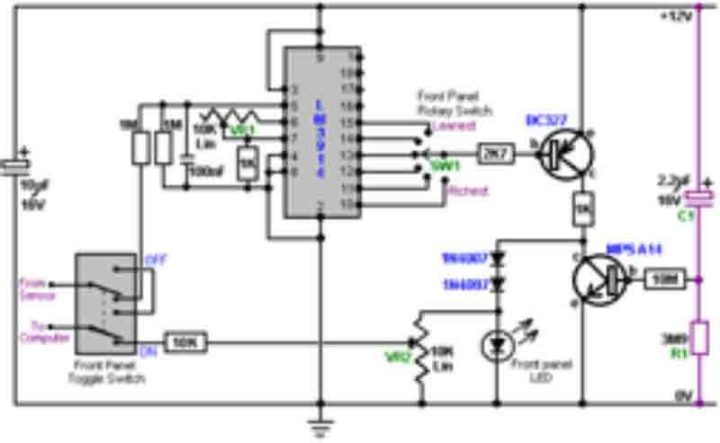 +12V
9
1
18
3
17
5
16
6
15
7
14
4
13
8
12
11
10
2
LM3914
1M
1M
10K
Lin
VR1
1K
100nF
10µF
16V
Front Panel
Rotary Switch
Leanest
SW1
Richest
2K7
BC327
b
e
c
1K
2.2µF
16V
C1
MPSA14
c
b
e
10M
3M9
R1
0V
1N4007
1N4007
OFF
From
Sensor
To
Computer
ON
Front Panel
Toggle Switch
10K
VR2
10K
Lin
Front panel
LED